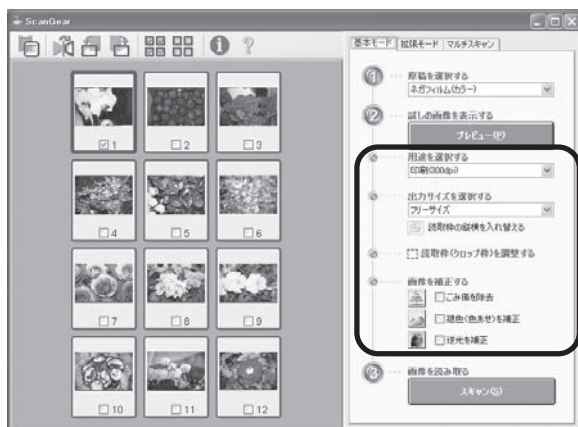 ScanGear
基本モード 拡張モード マルチスキャン
① 原稿を選択する
ネガフィルム(カラー)
② 試しの画像を表示する
プレビュー(P)
用途を選択する
印刷(300dpi)
出力サイズを選択する
フリーサイズ
読取枠の縦横を入れ替える
読取枠(クロップ枠)を調整する
画像を補正する
ごみ傷を除去
褪色(色あせ)を補正
逆光を補正
③ 画像を読み取る
スキャン(S)
1 2 3
4 5 6
7 8 9
10 11 12